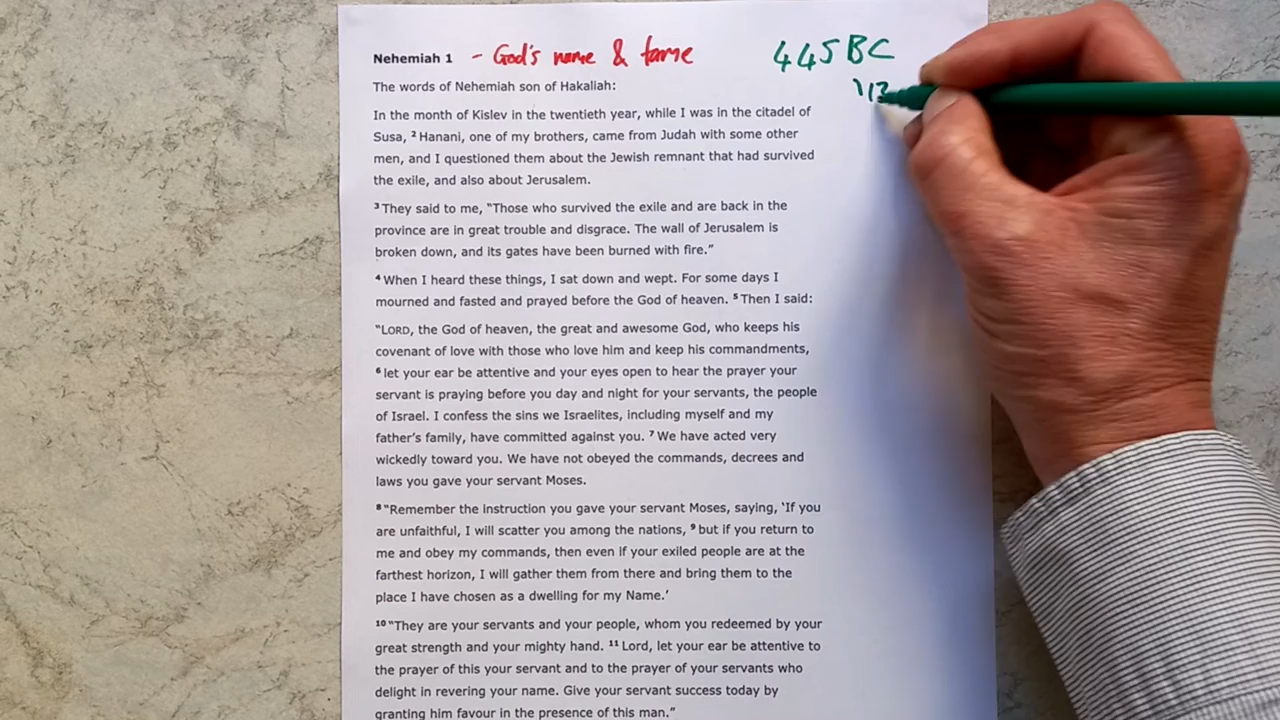 Nehemiah 1 - God's name & fame 445 BC
The words of Nehemiah son of Hakaliah:
In the month of Kislev in the twentieth year, while I was in the citadel of
Susa, 2 Hanani, one of my brothers, came from Judah with some other
men, and I questioned them about the Jewish remnant that had survived
the exile, and also about Jerusalem.
3 They said to me, “Those who survived the exile and are back in the
province are in great trouble and disgrace. The wall of Jerusalem is
broken down, and its gates have been burned with fire.”
4 When I heard these things, I sat down and wept. For some days I
mourned and fasted and prayed before the God of heaven. 5 Then I said:
“LORD, the God of heaven, the great and awesome God, who keeps his
covenant of love with those who love him and keep his commandments,
6 let your ear be attentive and your eyes open to hear the prayer your
servant is praying before you day and night for your servants, the people
of Israel. I confess the sins we Israelites, including myself and my
father’s family, have committed against you. 7 We have acted very
wickedly toward you. We have not obeyed the commands, decrees and
laws you gave your servant Moses.
8 “Remember the instruction you gave your servant Moses, saying, ‘If you
are unfaithful, I will scatter you among the nations, 9 but if you return to
me and obey my commands, then even if your exiled people are at the
farthest horizon, I will gather them from there and bring them to the
place I have chosen as a dwelling for my Name.’
10 “They are your servants and your people, whom you redeemed by your
great strength and your mighty hand. 11 Lord, let your ear be attentive to
the prayer of this your servant and to the prayer of your servants who
delight in revering your name. Give your servant success today by
granting him favour in the presence of this man.”